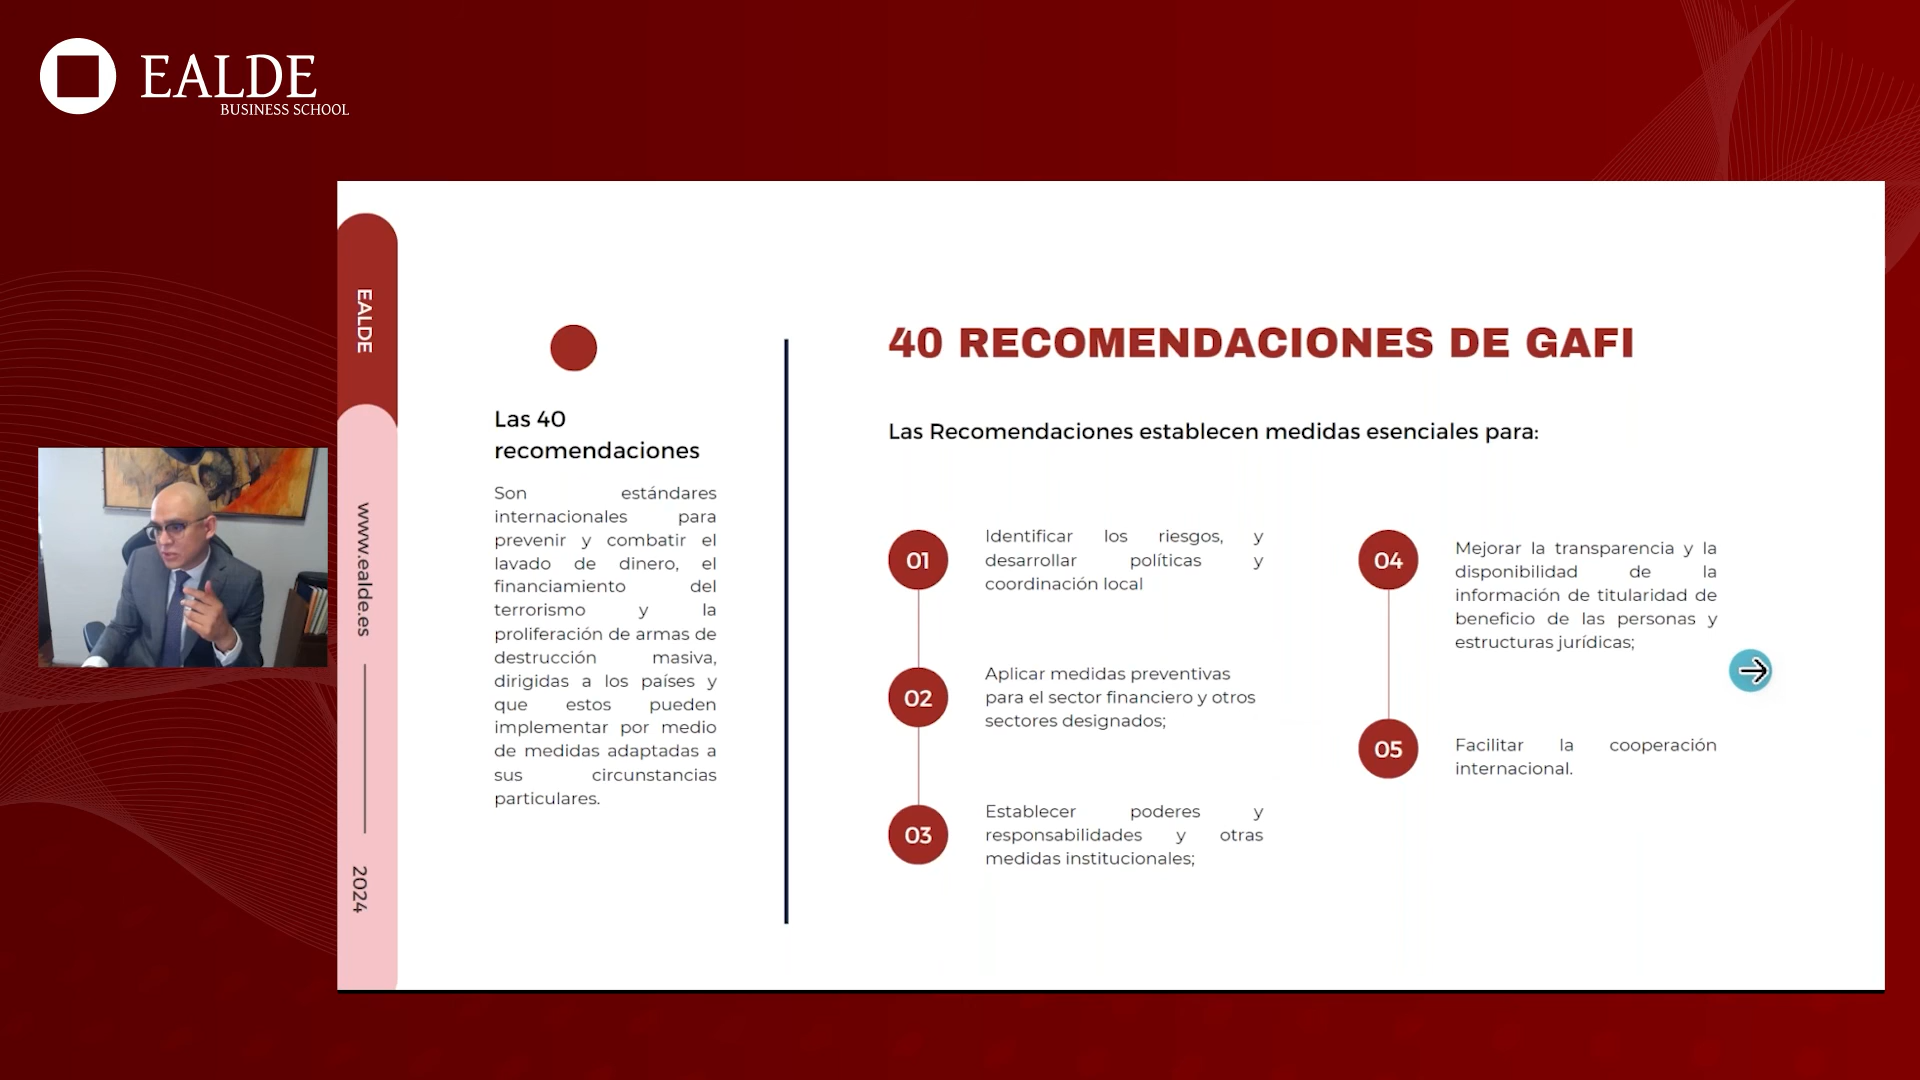 EALDE
BUSINESS SCHOOL
EALDE
www.ealde.es
2024
Las 40
recomendaciones
Son estándares
internacionales para
prevenir y combatir el
lavado de dinero, el
financiamiento del
terrorismo y la
proliferación de armas de
destrucción masiva,
dirigidas a los países y
que estos pueden
implementar por medio
de medidas adaptadas a
sus circunstancias
particulares.
40 RECOMENDACIONES DE GAFI
Las Recomendaciones establecen medidas esenciales para:
01
Identificar los riesgos, y
desarrollar políticas y
coordinación local
02
Aplicar medidas preventivas
para el sector financiero y otros
sectores designados;
03
Establecer poderes y
responsabilidades y otras
medidas institucionales;
04
Mejorar la transparencia y la
disponibilidad de la
información de titularidad de
beneficio de las personas y
estructuras jurídicas;
05
Facilitar la cooperación
internacional.